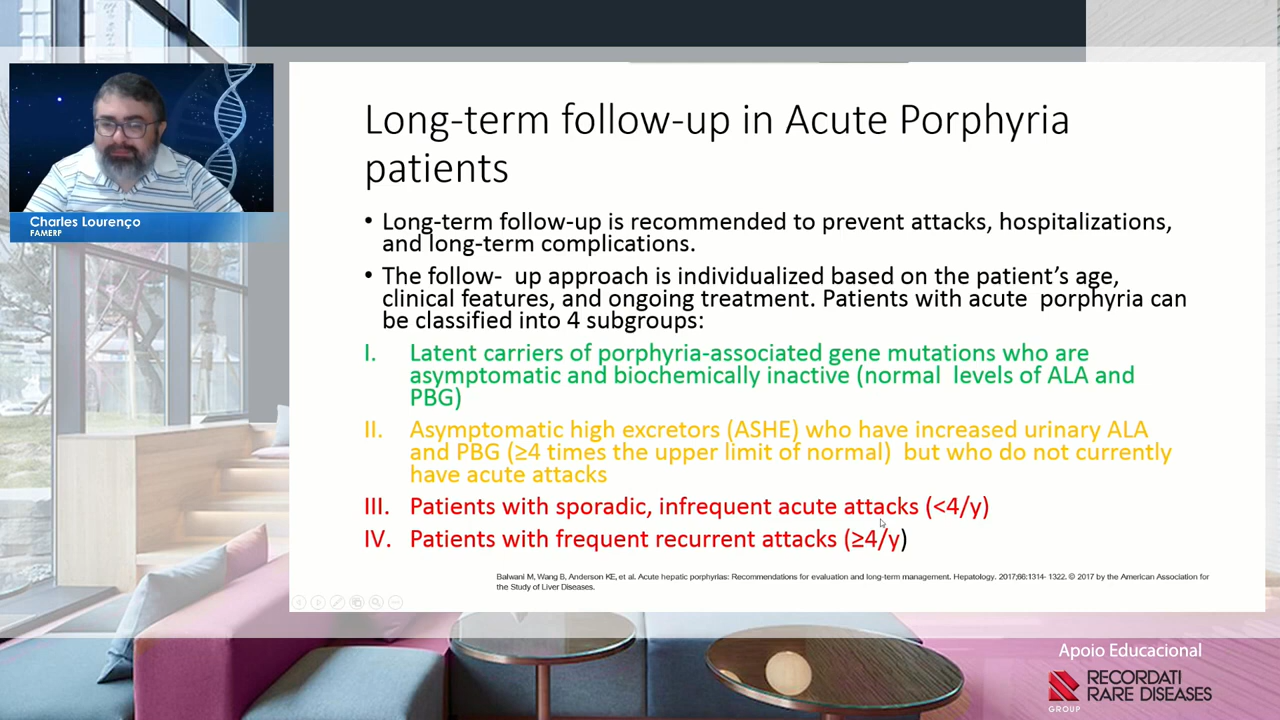 Long-term follow-up in Acute Porphyria
patients
• Long-term follow-up is recommended to prevent attacks, hospitalizations,
and long-term complications.
• The follow- up approach is individualized based on the patient's age,
clinical features, and ongoing treatment. Patients with acute porphyria can
be classified into 4 subgroups:
I. Latent carriers of porphyria-associated gene mutations who are
asymptomatic and biochemically inactive (normal levels of ALA and
PBG)
II. Asymptomatic high excretors (ASHE) who have increased urinary ALA
and PBG (≥4 times the upper limit of normal) but who do not currently
have acute attacks
III. Patients with sporadic, infrequent acute attacks (<4/y)
IV. Patients with frequent recurrent attacks (≥4/y)
Balwani M, Wang B, Anderson KE, et al. Acute hepatic porphyrias: Recommendations for evaluation and long-term management. Hepatology. 2017;66:1314- 1322. © 2017 by the American Association for
the Study of Liver Diseases.
Charles Lourenço
FAMERP
Apoio Educacional
RECORDATI
RARE DISEASES
GROUP